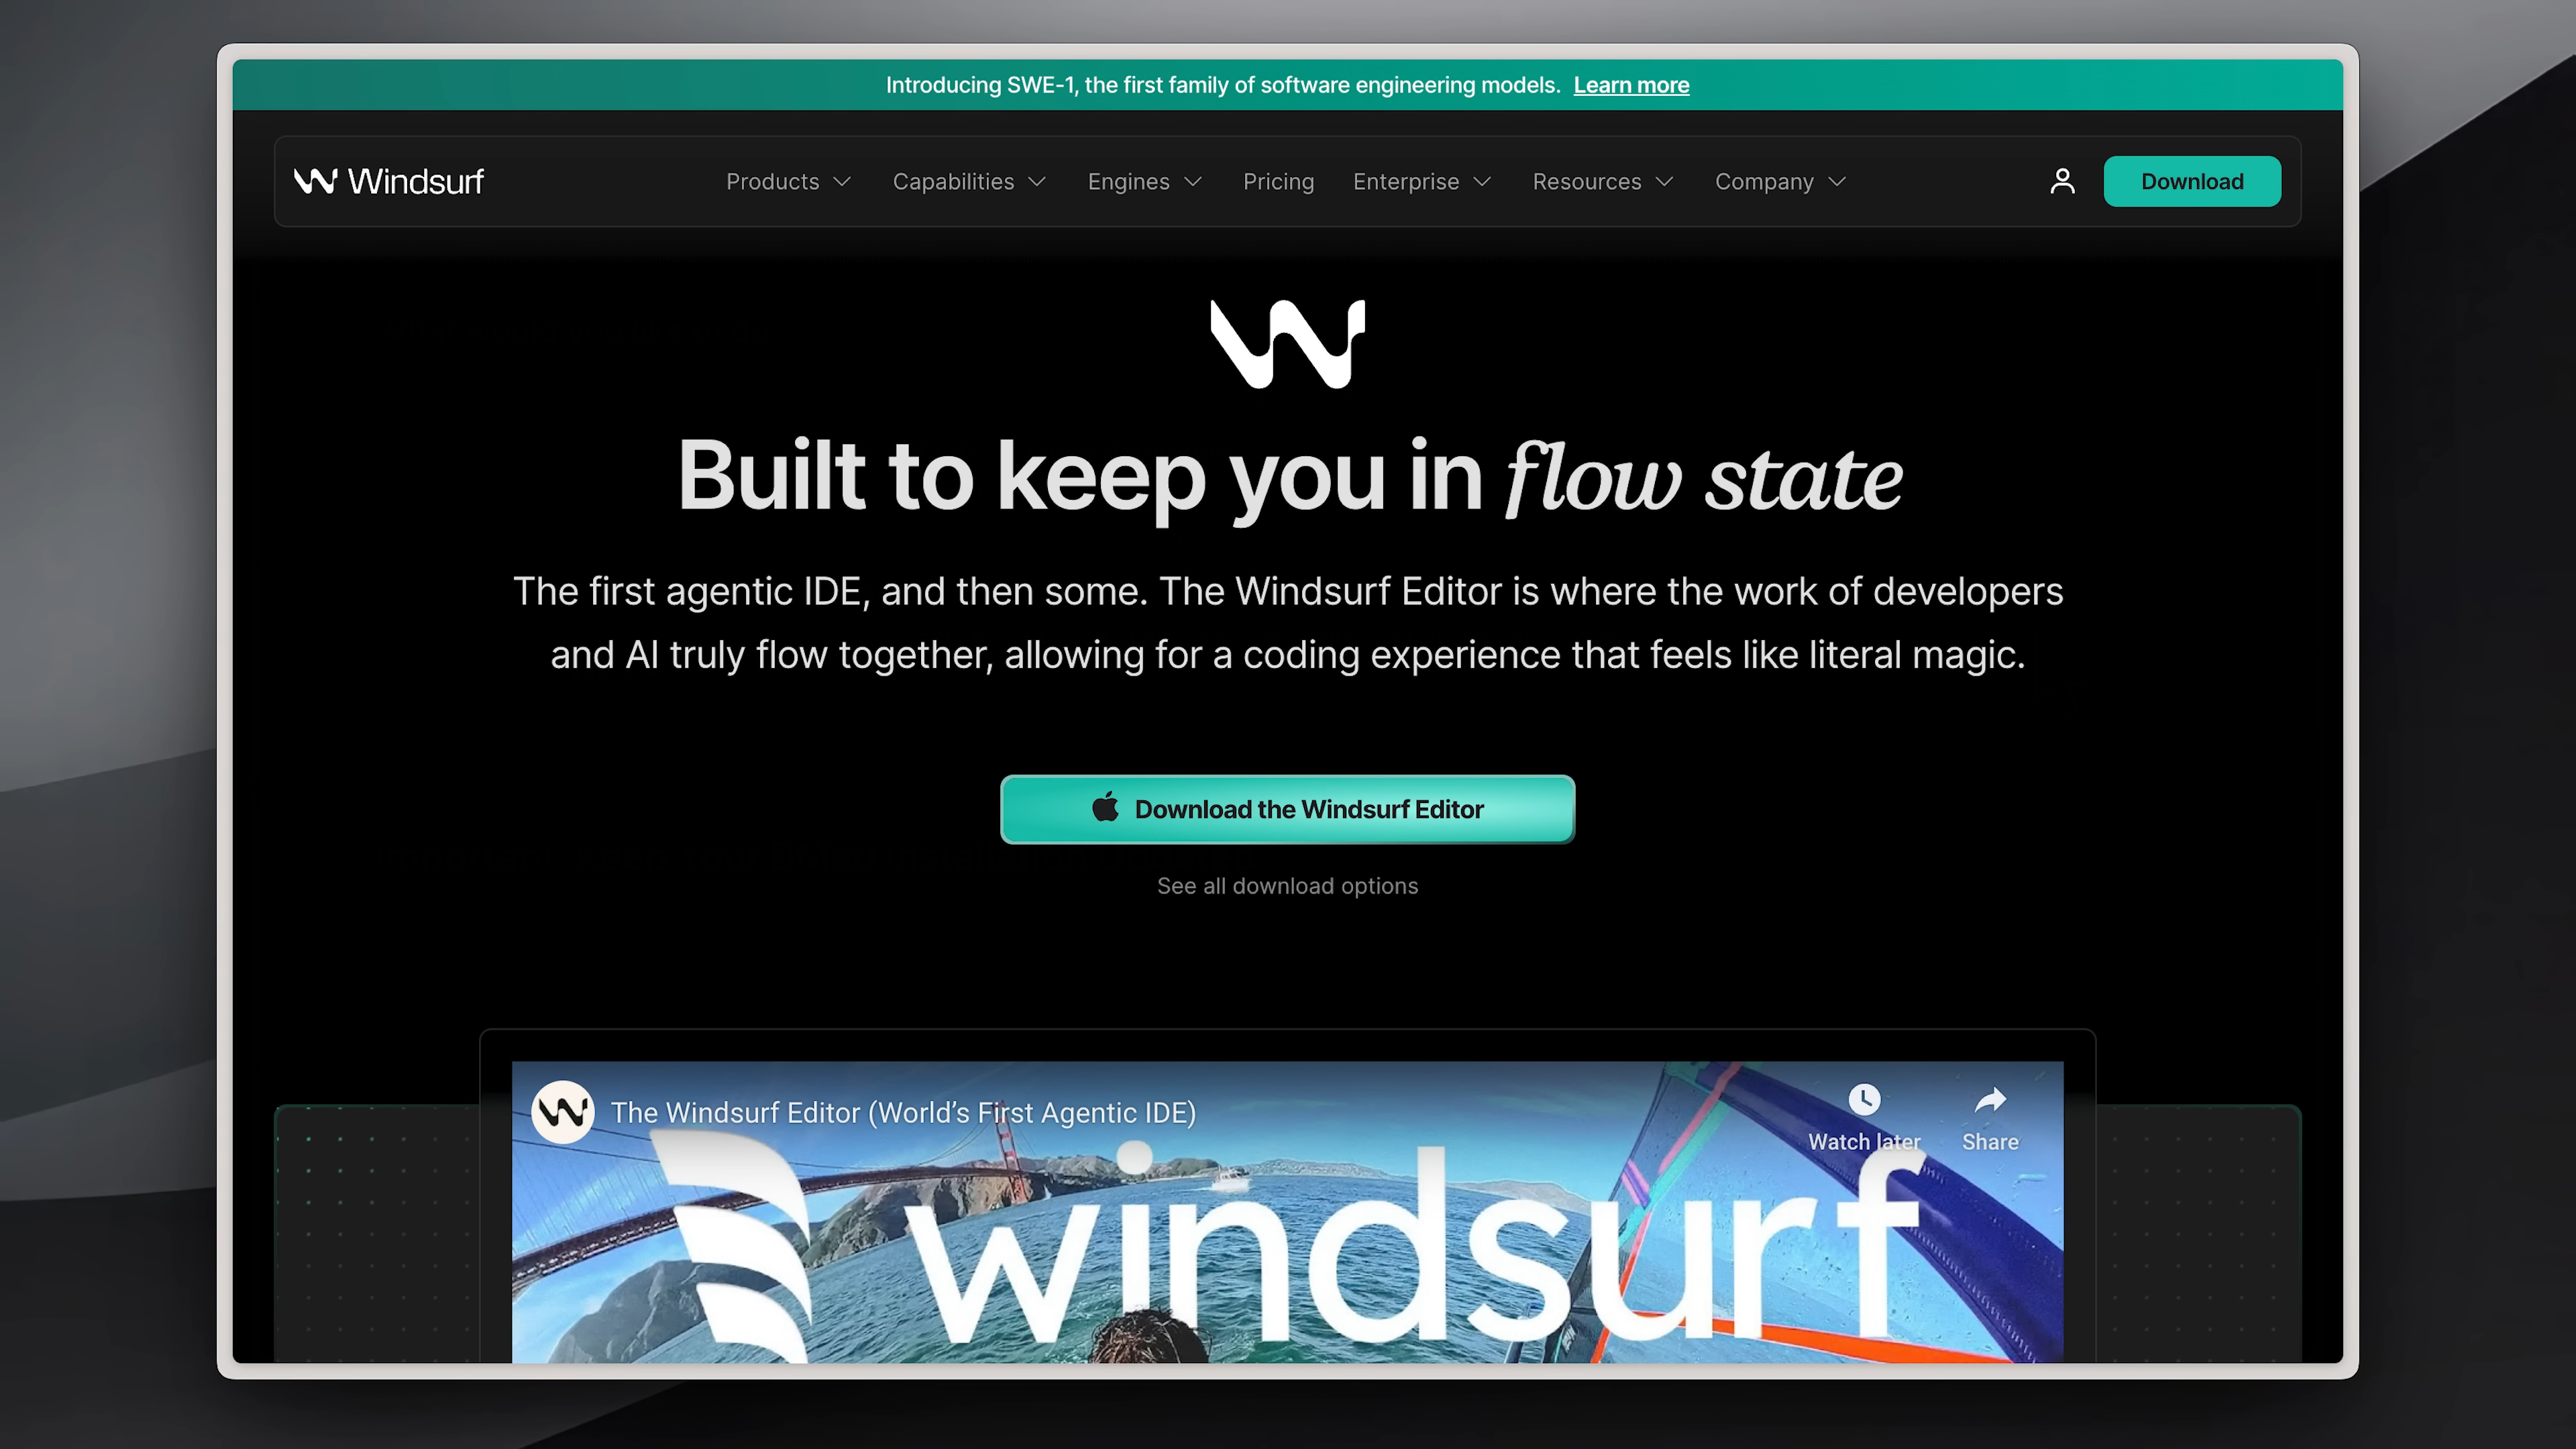 Introducing SWE-1, the first family of software engineering models. Learn more
Windsurf
Products
Capabilities
Engines
Pricing
Enterprise
Resources
Company
Download
Built to keep you in flow state
The first agentic IDE, and then some. The Windsurf Editor is where the work of developers
and AI truly flow together, allowing for a coding experience that feels like literal magic.
Download the Windsurf Editor
See all download options
The Windsurf Editor (World’s First Agentic IDE)
Watch later
Share
windsurf